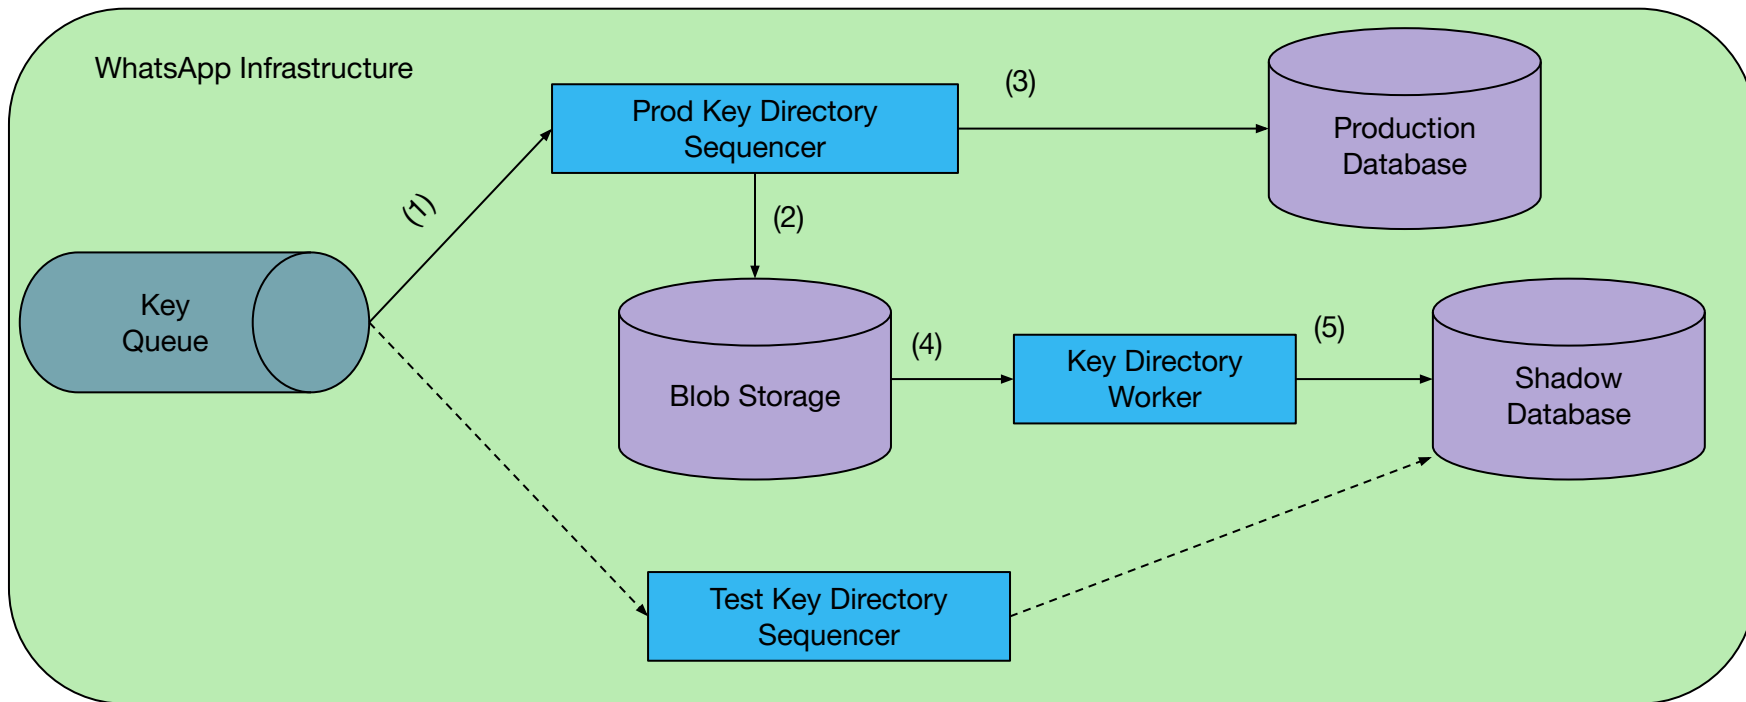 WhatsApp Infrastructure
(3)
Prod Key Directory
Sequencer
Production
Database
(1)
(2)
Key
Queue
Blob Storage
(4)
Key Directory
Worker
(5)
Shadow
Database
Test Key Directory
Sequencer